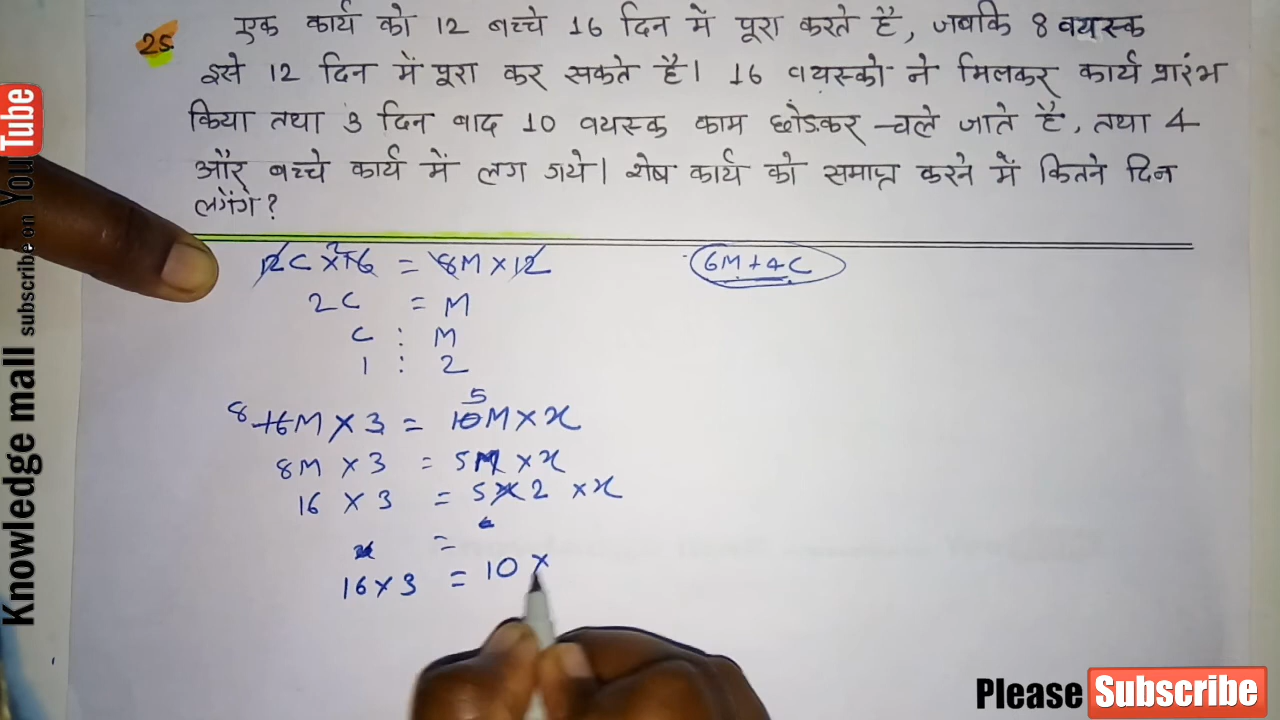 25. एक कार्य को 12 बच्चे 16 दिन में पूरा करते है, जबकि 8 वयस्क
इसे 12 दिन में पूरा कर सकते है। 16 वयस्को ने मिलकर कार्य प्रारंभ
किया तथा 3 दिन बाद 10 वयस्क काम छोडकर चले जाते है, तथा 4
और बच्चे कार्य में लग गये। शेष कार्य को समाप्त करने में कितने दिन
लगेंगे?
12C × 16 = 8M × 12
6M + 4C
2C = M
C : M
1 : 2
8 16M × 3 = 10M × x 5
8M × 3 = 5M × x
16 × 3 = 5 × 2 × x
=
16 × 3 = 10 ×
Knowledge mall subscribe on YouTube
Please Subscribe